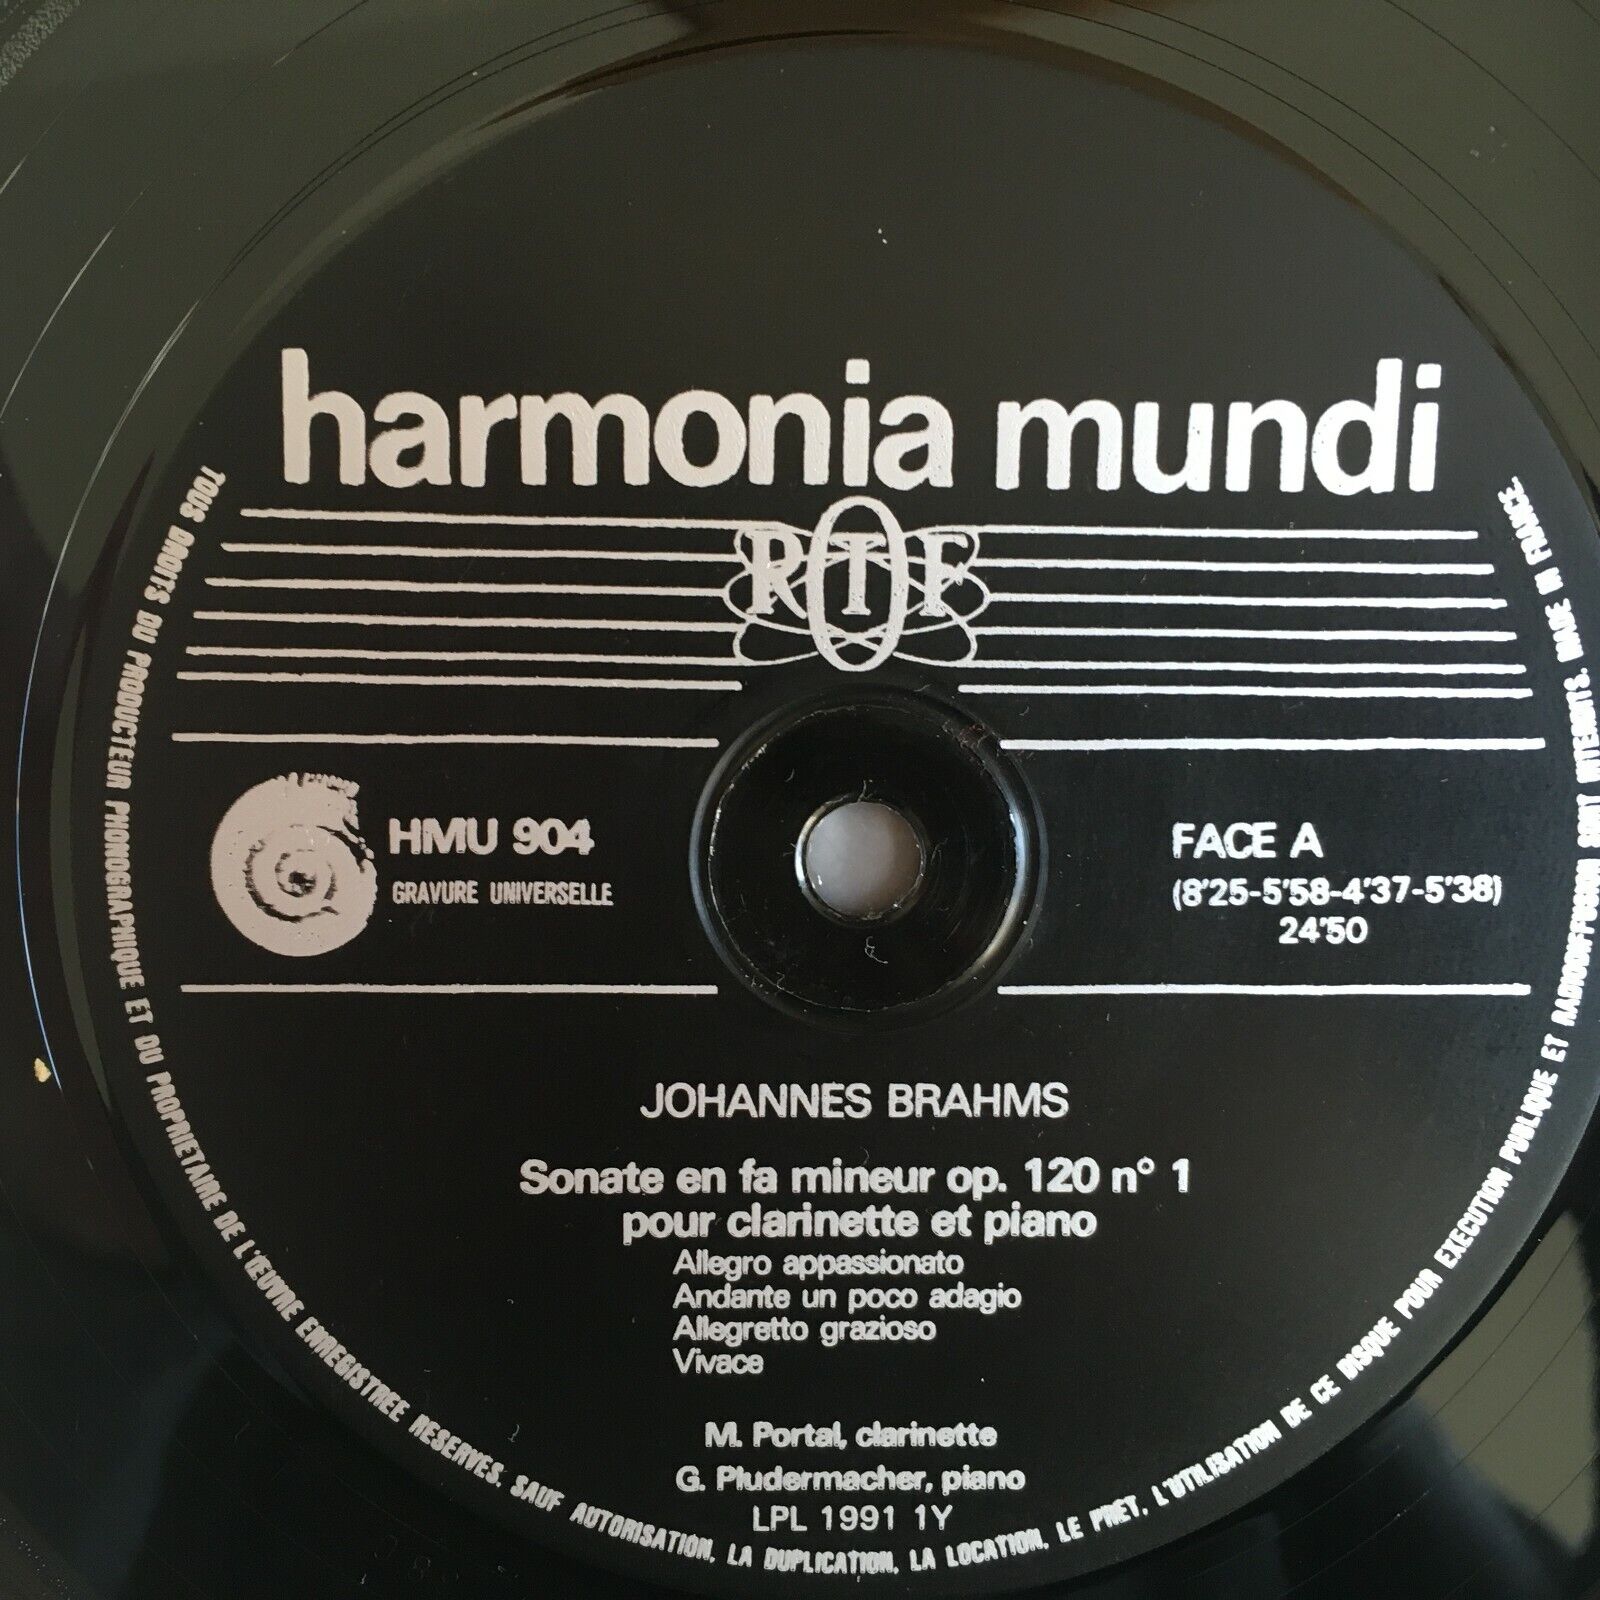 harmonia mundi
ORTF
HMU 904
GRAVURE UNIVERSELLE
FACE A
(8'25-5'58-4'37-5'38)
24'50
JOHANNES BRAHMS
Sonate en fa mineur op. 120 n° 1
pour clarinette et piano
Allegro appassionato
Andante un poco adagio
Allegretto grazioso
Vivace
M. Portal, clarinette
G. Pludermacher, piano
LPL 1991 1Y
TOUS DROITS DU PRODUCTEUR PHONOGRAPHIQUE ET DU PROPRIETAIRE DE L'ŒUVRE ENREGISTREE RESERVES. SAUF AUTORISATION, LA DUPLICATION, LA LOCATION, LE PRET, L'UTILISATION DE CE DISQUE POUR EXECUTION PUBLIQUE ET RADIODIFFUSION SONT INTERDITS. MADE IN FRANCE.